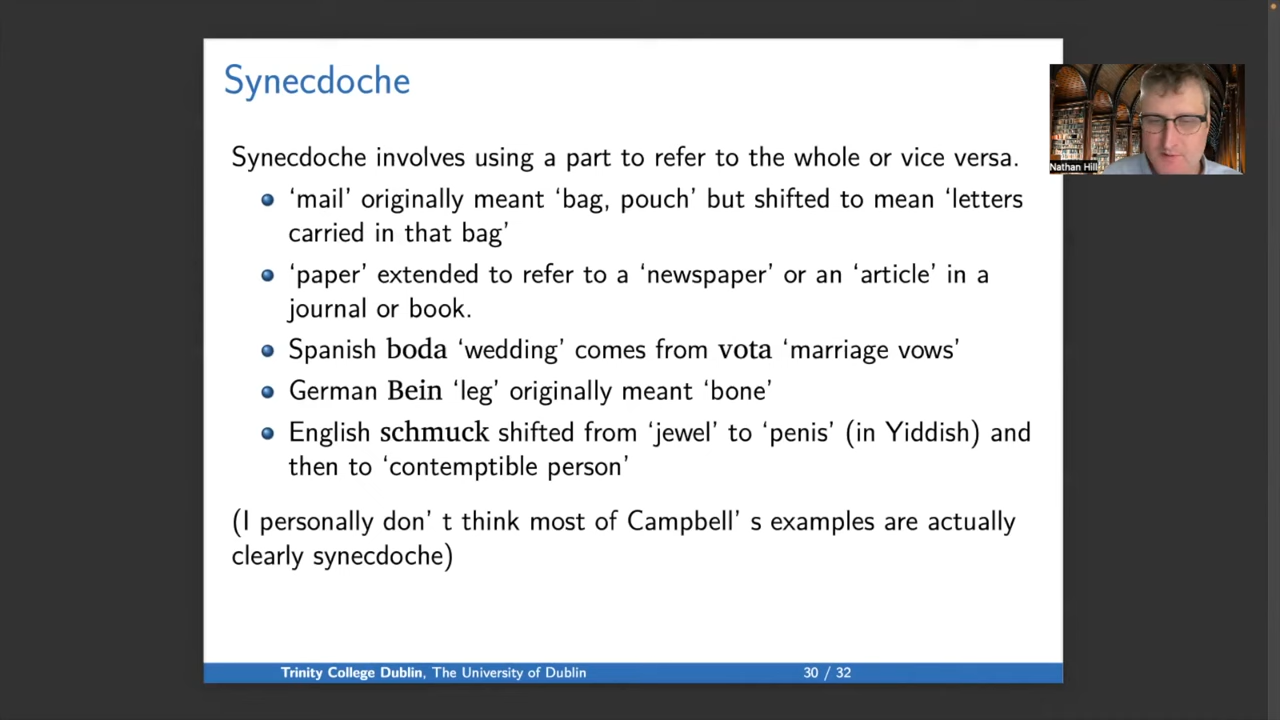 Synecdoche
Nathan Hill
Synecdoche involves using a part to refer to the whole or vice versa.
‘mail’ originally meant ‘bag, pouch’ but shifted to mean ‘letters
carried in that bag’
‘paper’ extended to refer to a ‘newspaper’ or an ‘article’ in a
journal or book.
Spanish boda ‘wedding’ comes from vota ‘marriage vows’
German Bein ‘leg’ originally meant ‘bone’
English schmuck shifted from ‘jewel’ to ‘penis’ (in Yiddish) and
then to ‘contemptible person’
(I personally don’ t think most of Campbell’ s examples are actually
clearly synecdoche)
Trinity College Dublin, The University of Dublin 30 / 32